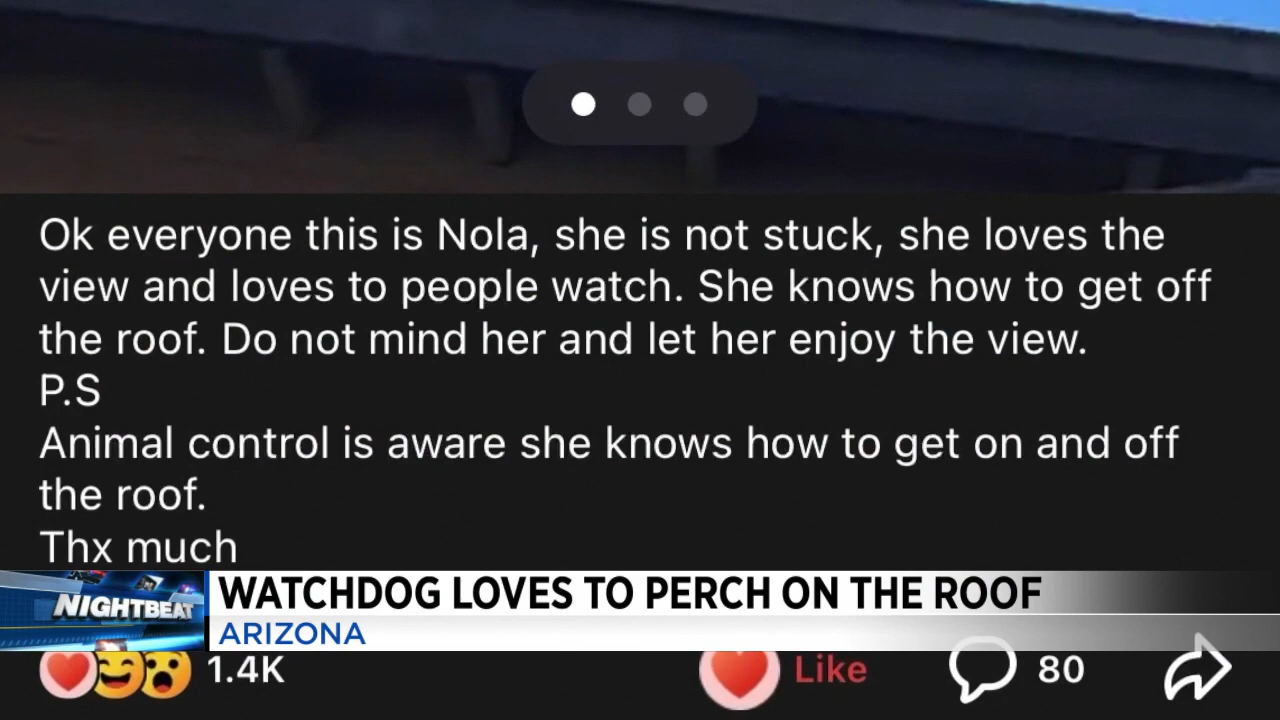 Ok everyone this is Nola, she is not stuck, she loves the
view and loves to people watch. She knows how to get off
the roof. Do not mind her and let her enjoy the view.
P.S
Animal control is aware she knows how to get on and off
the roof.
Thx much
NIGHTBEAT
WATCHDOG LOVES TO PERCH ON THE ROOF
ARIZONA
1.4K
Like
80